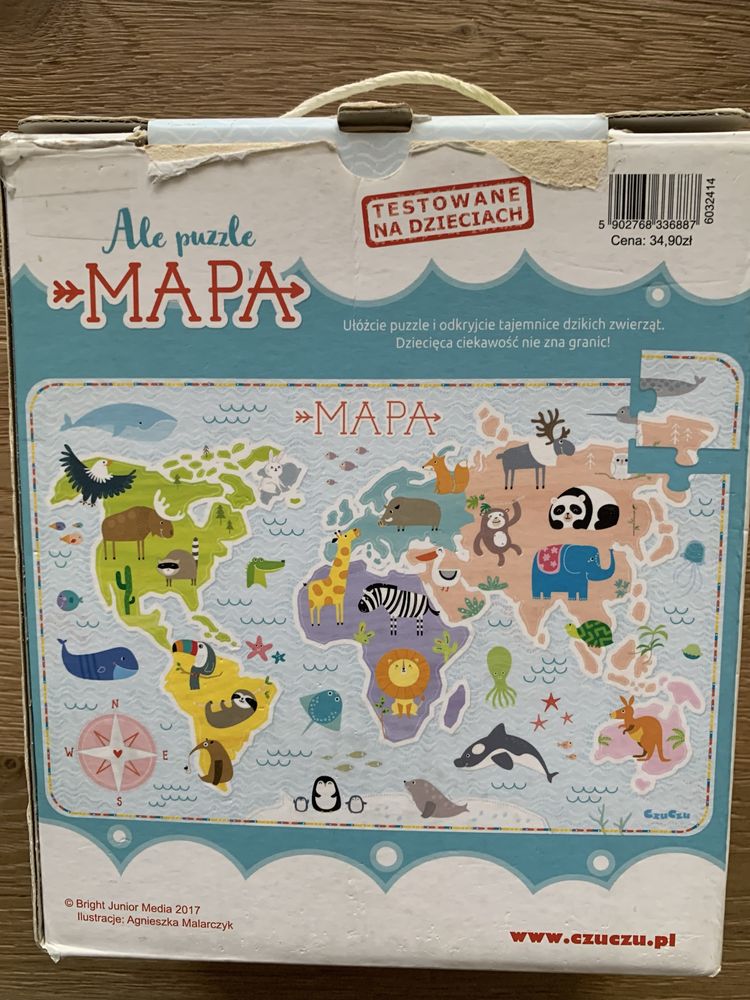 TESTOWANE
NA DZIECIACH
5 902768 336887
6032414
Cena: 34,90zł
Ale puzzle
MAPA
Ułóżcie puzzle i odkryjcie tajemnice dzikich zwierząt.
Dziecięca ciekawość nie zna granic!
MAPA
N
W E
S
CzuCzu
© Bright Junior Media 2017
Ilustracje: Agnieszka Malarczyk
www.czuczu.pl